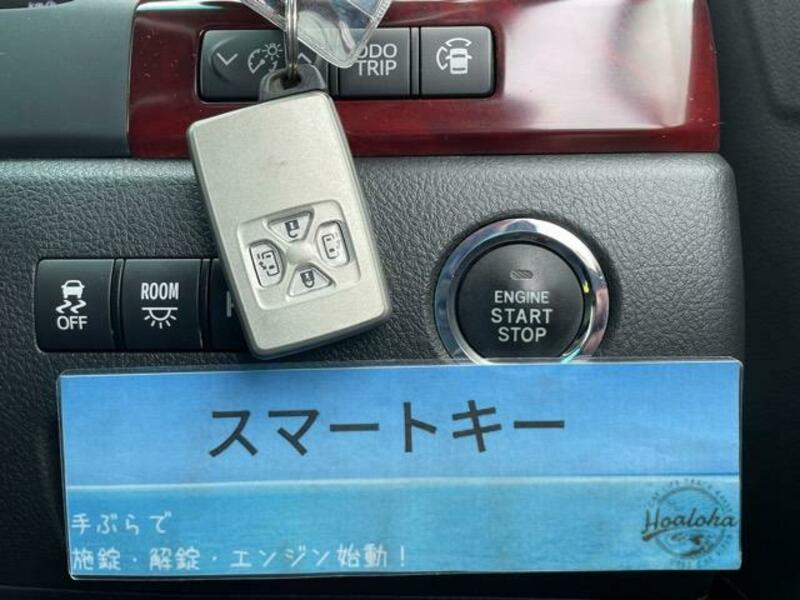 ODO
TRIP
OFF
ROOM
ENGINE
START
STOP
スマートキー
手ぶらで
施錠・解錠・エンジン始動！
Hoaloha